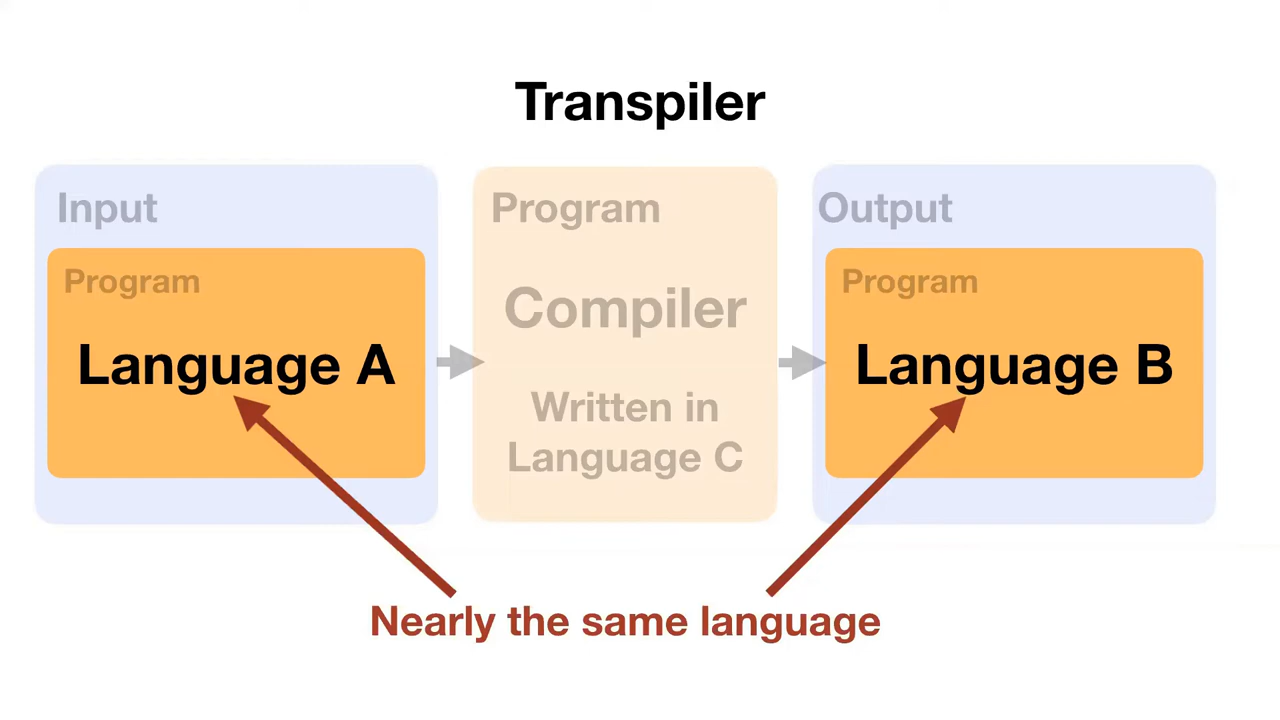 Transpiler
Input
Program
Language A
Program
Compiler
Written in
Language C
Output
Program
Language B
Nearly the same language